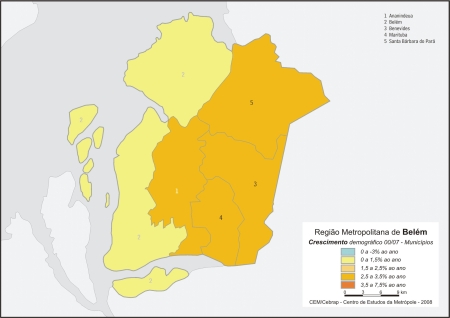 1 Ananindeua
2 Belém
3 Benevides
4 Marituba
5 Santa Bárbara do Pará
2
5
2
1
3
2
4
2
Região Metropolitana de Belém
Crescimento demográfico 00/07 - Municípios
0 a -3% ao ano
0 a 1,5% ao ano
1,5 a 2,5% ao ano
2,5 a 3,5% ao ano
3,5 a 7,5% ao ano
0 3 6 9 km
CEM/Cebrap - Centro de Estudos da Metrópole - 2008